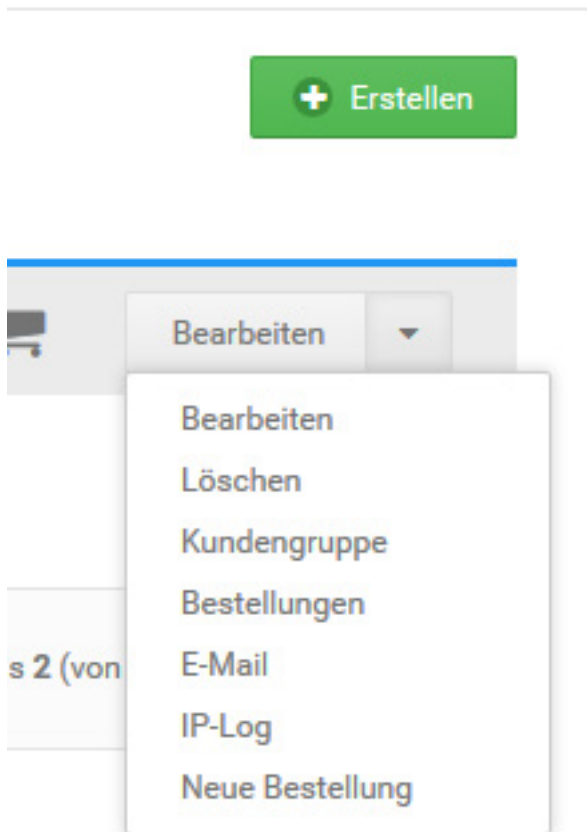 Erstellen
Bearbeiten
Bearbeiten
Löschen
Kundengruppe
Bestellungen
s 2 (von
E-Mail
IP-Log
Neue Bestellung